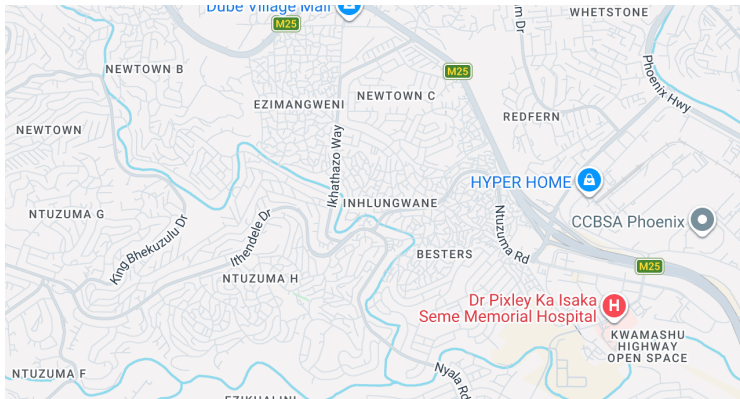 Dube Village Mall
M25
WHETSTONE
NEWTOWN B
M25
Phoenix Hwy
EZIMANGWENI
NEWTOWN C
REDFERN
NEWTOWN
Ikhathazo Way
HYPER HOME
INHLUNGWANE
NTUZUMA G
CCBSA Phoenix
King Bhekuzulu Dr
Ithendele Dr
Ntuzuma Rd
BESTERS
M25
NTUZUMA H
Dr Pixley Ka Isaka
Seme Memorial Hospital
H
KWAMASHU
HIGHWAY
OPEN SPACE
NTUZUMA F
Nyala Rd
EZIKHALINI